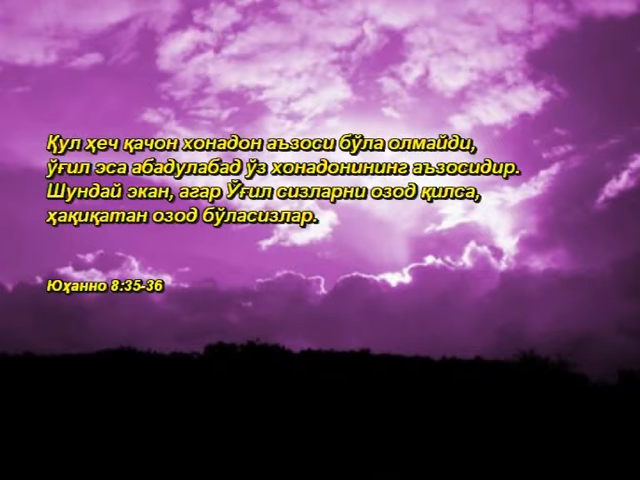 Қул ҳеч қачон хонадон аъзоси бўла олмайди,
ўғил эса абадулабад ўз хонадонининг аъзосидир.
Шундай экан, агар Ўғил сизларни озод қилса,
ҳақиқатан озод бўласизлар.
Юҳанно 8:35-36